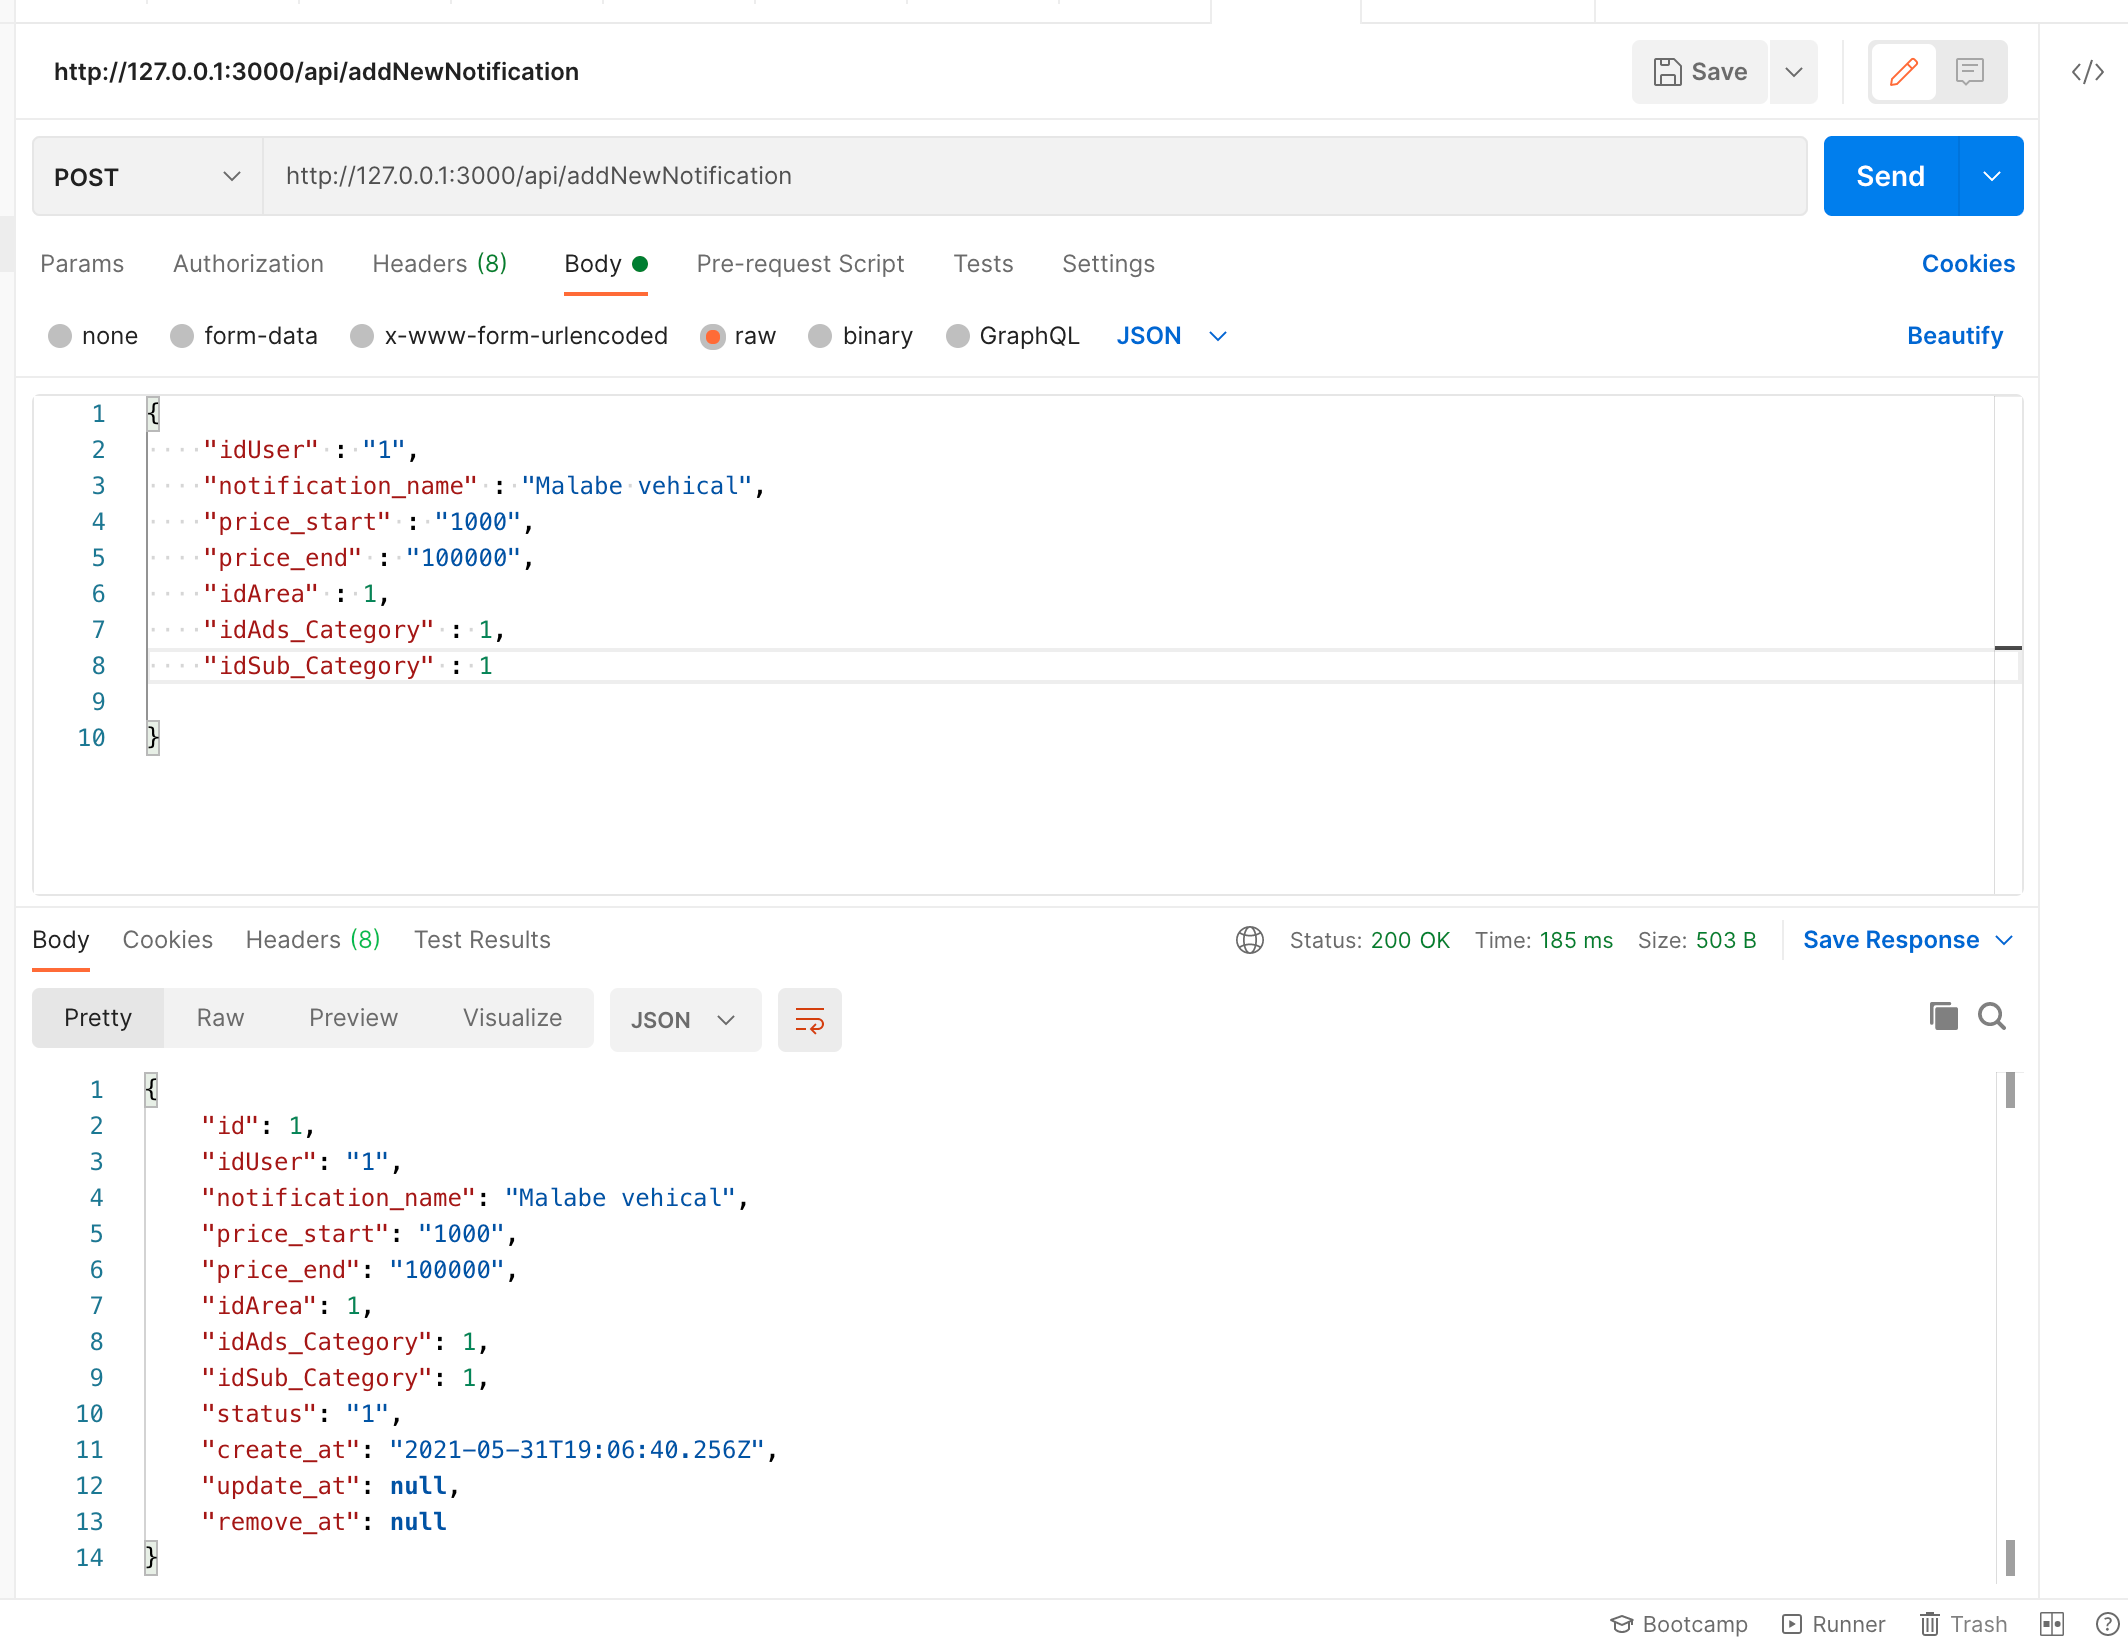 http://127.0.0.1:3000/api/addNewNotification
Save
POST
http://127.0.0.1:3000/api/addNewNotification
Send
Params Authorization Headers (8) Body Pre-request Script Tests Settings Cookies
none form-data x-www-form-urlencoded raw binary GraphQL JSON Beautify
1 {
2 "idUser" : "1",
3 "notification_name" : "Malabe vehical",
4 "price_start" : "1000",
5 "price_end" : "100000",
6 "idArea" : 1,
7 "idAds_Category" : 1,
8 "idSub_Category" : 1
9
10 }
Body Cookies Headers (8) Test Results Status: 200 OK Time: 185 ms Size: 503 B Save Response
Pretty Raw Preview Visualize JSON
1 {
2 "id": 1,
3 "idUser": "1",
4 "notification_name": "Malabe vehical",
5 "price_start": "1000",
6 "price_end": "100000",
7 "idArea": 1,
8 "idAds_Category": 1,
9 "idSub_Category": 1,
10 "status": "1",
11 "create_at": "2021-05-31T19:06:40.256Z",
12 "update_at": null,
13 "remove_at": null
14 }
Bootcamp Runner Trash